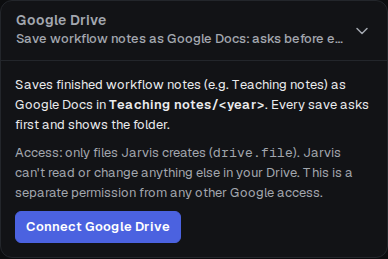 Google Drive
Save workflow notes as Google Docs: asks before e...
Saves finished workflow notes (e.g. Teaching notes) as
Google Docs in Teaching notes/<year>. Every save asks
first and shows the folder.
Access: only files Jarvis creates (drive.file). Jarvis
can't read or change anything else in your Drive. This is a
separate permission from any other Google access.
Connect Google Drive